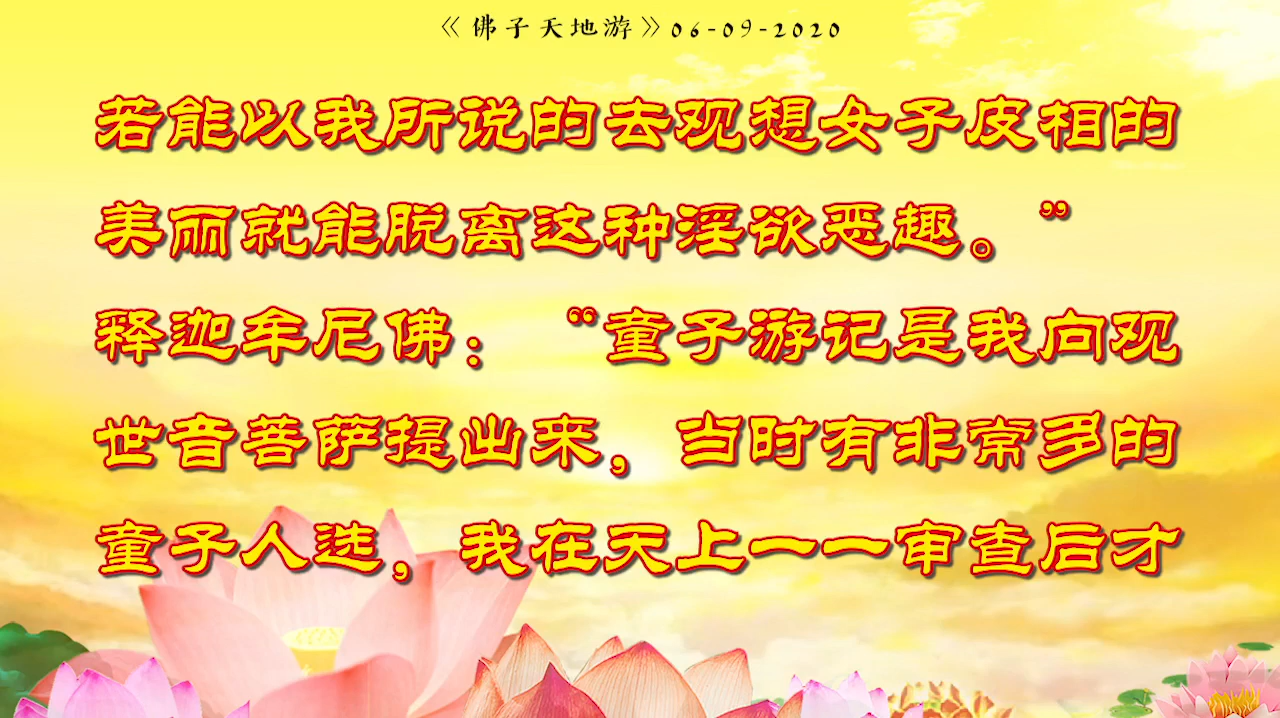 《佛子天地游》06-09-2020
若能以我所说的去观想女子皮相的
美丽就能脱离这种淫欲恶趣。”
释迦牟尼佛：“童子游记是我向观
世音菩萨提出来，当时有非常多的
童子人选，我在天上一一审查后才